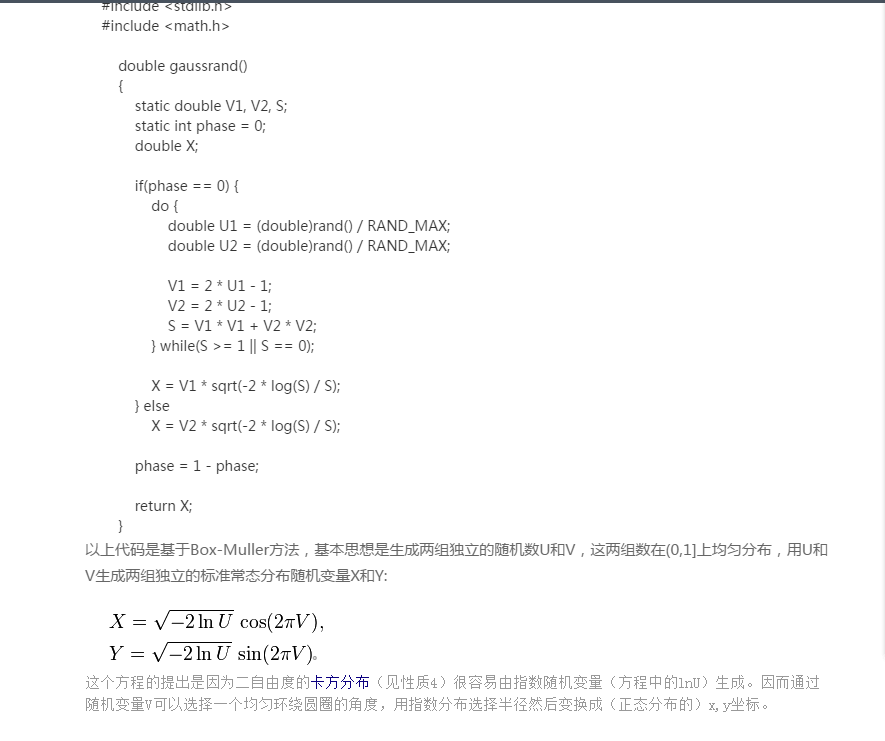 #include <stdlib.h>
#include <math.h>
double gaussrand()
{
static double V1, V2, S;
static int phase = 0;
double X;
if(phase == 0) {
do {
double U1 = (double)rand() / RAND_MAX;
double U2 = (double)rand() / RAND_MAX;
V1 = 2 * U1 - 1;
V2 = 2 * U2 - 1;
S = V1 * V1 + V2 * V2;
} while(S >= 1 || S == 0);
X = V1 * sqrt(-2 * log(S) / S);
} else
X = V2 * sqrt(-2 * log(S) / S);
phase = 1 - phase;
return X;
}
以上代码是基于Box-Muller方法，基本思想是生成两组独立的随机数U和V，这两组数在(0,1]上均匀分布，用U和
V生成两组独立的标准常态分布随机变量X和Y:
X = √−2 ln U cos(2πV),
Y = √−2 ln U sin(2πV)。
这个方程的提出是因为二自由度的卡方分布（见性质4）很容易由指数随机变量（方程中的lnU）生成。因而通过
随机变量V可以选择一个均匀环绕圆圈的角度，用指数分布选择半径然后变换成（正态分布的）x,y坐标。